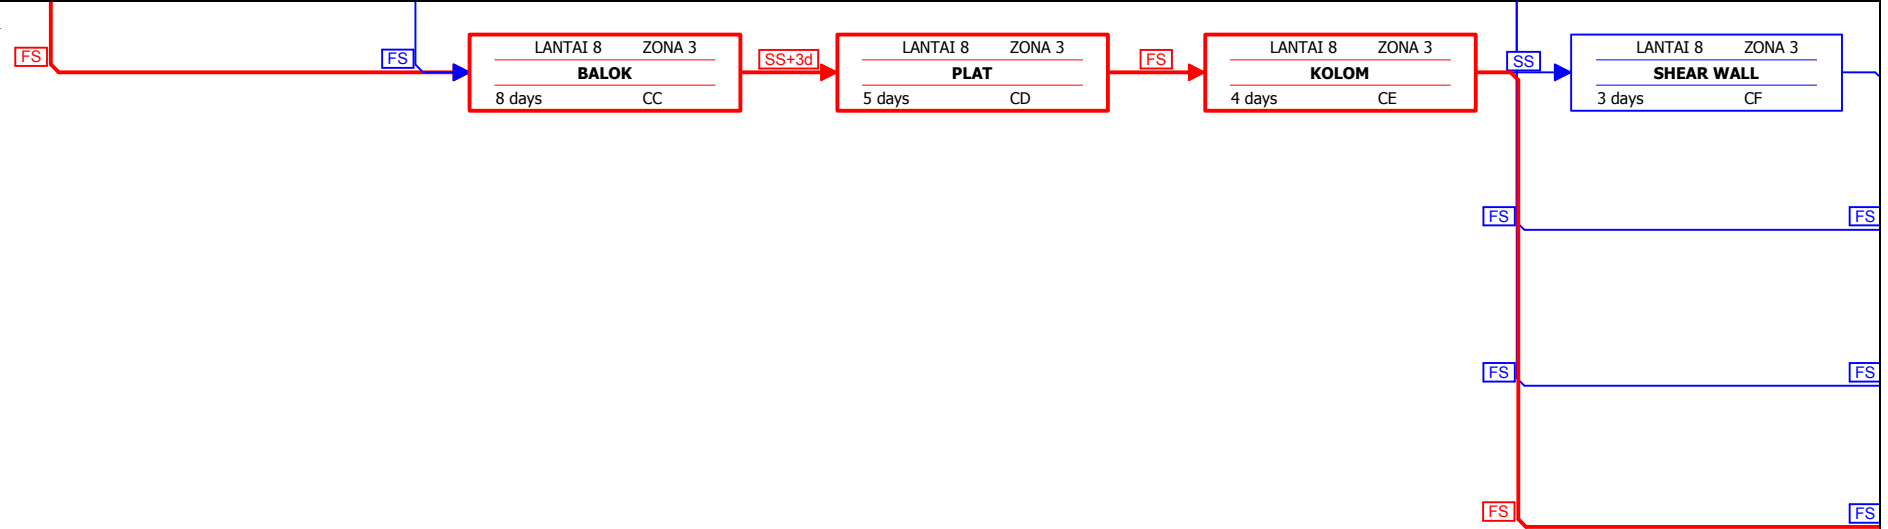 FS
FS
LANTAI 8 ZONA 3
BALOK
8 days CC
SS+3d
LANTAI 8 ZONA 3
PLAT
5 days CD
FS
LANTAI 8 ZONA 3
KOLOM
4 days CE
SS
LANTAI 8 ZONA 3
SHEAR WALL
3 days CF
FS
FS
FS
FS
FS
FS